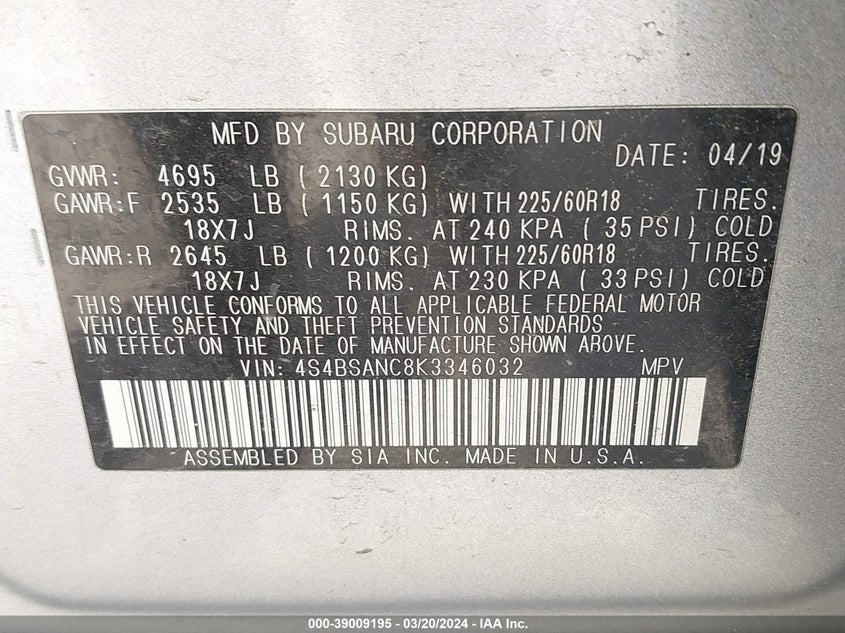 MFD BY SUBARU CORPORATION
DATE: 04/19
GVWR: 4695 LB ( 2130 KG)
GAWR:F 2535 LB ( 1150 KG) WITH 225/60R18 TIRES.
18X7J RIMS. AT 240 KPA ( 35 PSI) COLD
GAWR:R 2645 LB ( 1200 KG) WITH 225/60R18 TIRES.
18X7J RIMS. AT 230 KPA ( 33 PSI) COLD
THIS VEHICLE CONFORMS TO ALL APPLICABLE FEDERAL MOTOR
VEHICLE SAFETY AND THEFT PREVENTION STANDARDS
IN EFFECT ON THE DATE OF MANUFACTURE SHOWN ABOVE.
VIN: 4S4BSANC8K3346032 MPV
ASSEMBLED BY SIA INC. MADE IN U.S.A.
000-39009195 - 03/20/2024 - IAA Inc.